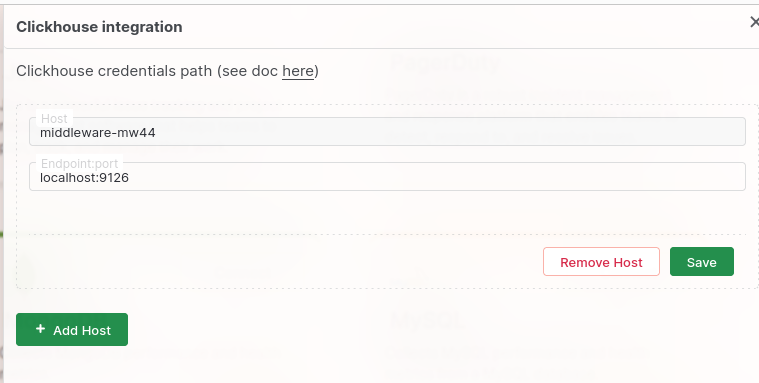 Clickhouse integration
Clickhouse credentials path (see doc here)
Host
middleware-mw44
Endpoint:port
localhost:9126
Remove Host
Save
+ Add Host